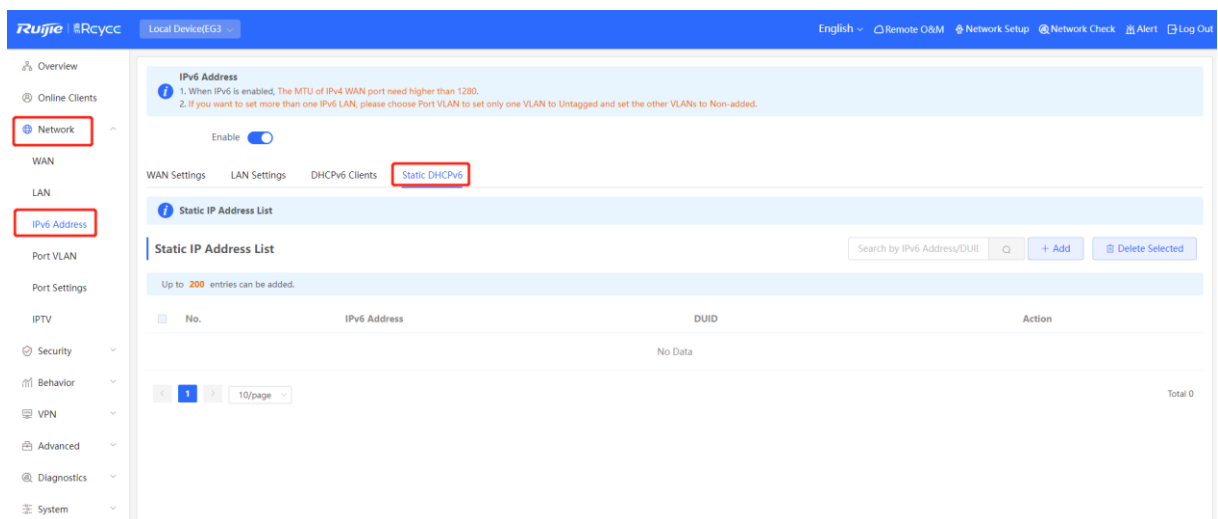 Ruijie | Rcycc Local Device(EG3 English Remote O&M Network Setup Network Check Alert Log Out
Overview
Online Clients
Network
WAN
LAN
IPv6 Address
Port VLAN
Port Settings
IPTV
Security
Behavior
VPN
Advanced
Diagnostics
System
IPv6 Address
1. When IPv6 is enabled, The MTU of IPv4 WAN port need higher than 1280.
2. If you want to set more than one IPv6 LAN, please choose Port VLAN to set only one VLAN to Untagged and set the other VLANs to Non-added.
Enable
WAN Settings LAN Settings DHCPv6 Clients Static DHCPv6
Static IP Address List
Static IP Address List Search by IPv6 Address/DUII + Add Delete Selected
Up to 200 entries can be added.
No. IPv6 Address DUID Action
No Data
< 1 > 10/page Total 0